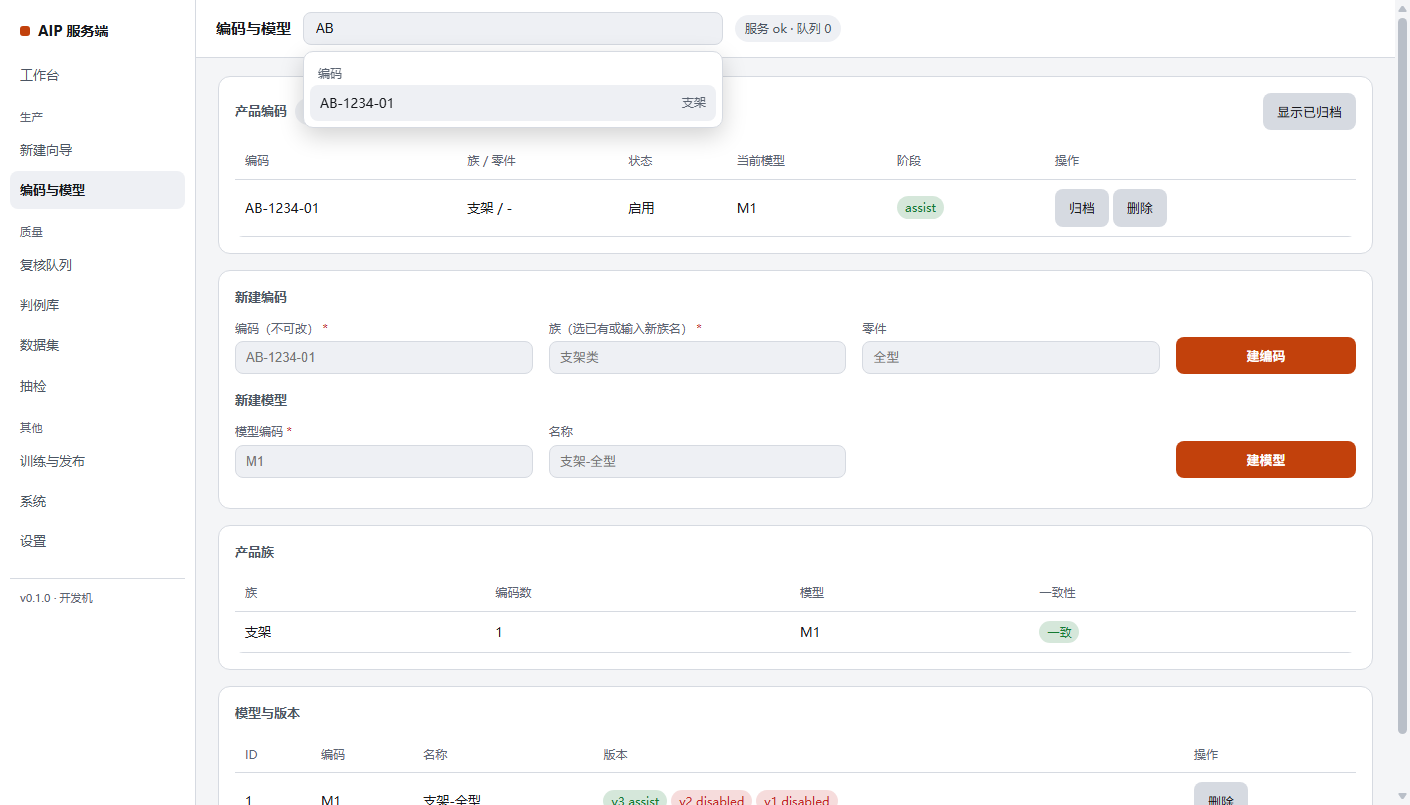 AIP 服务端
工作台
生产
新建向导
编码与模型
质量
复核队列
判例库
数据集
抽检
其他
训练与发布
系统
设置
v0.1.0 · 开发机
编码与模型 AB 服务 ok · 队列 0
编码
AB-1234-01 支架
产品编码 显示已归档
编码 族 / 零件 状态 当前模型 阶段 操作
AB-1234-01 支架 / - 启用 M1 assist 归档 删除
新建编码
编码（不可改） * 族（选已有或输入新族名） * 零件
AB-1234-01 支架类 全型 建编码
新建模型
模型编码 * 名称
M1 支架-全型 建模型
产品族
族 编码数 模型 一致性
支架 1 M1 一致
模型与版本
ID 编码 名称 版本 操作
1 M1 支架-全型 v3 assist v2 disabled v1 disabled 删除